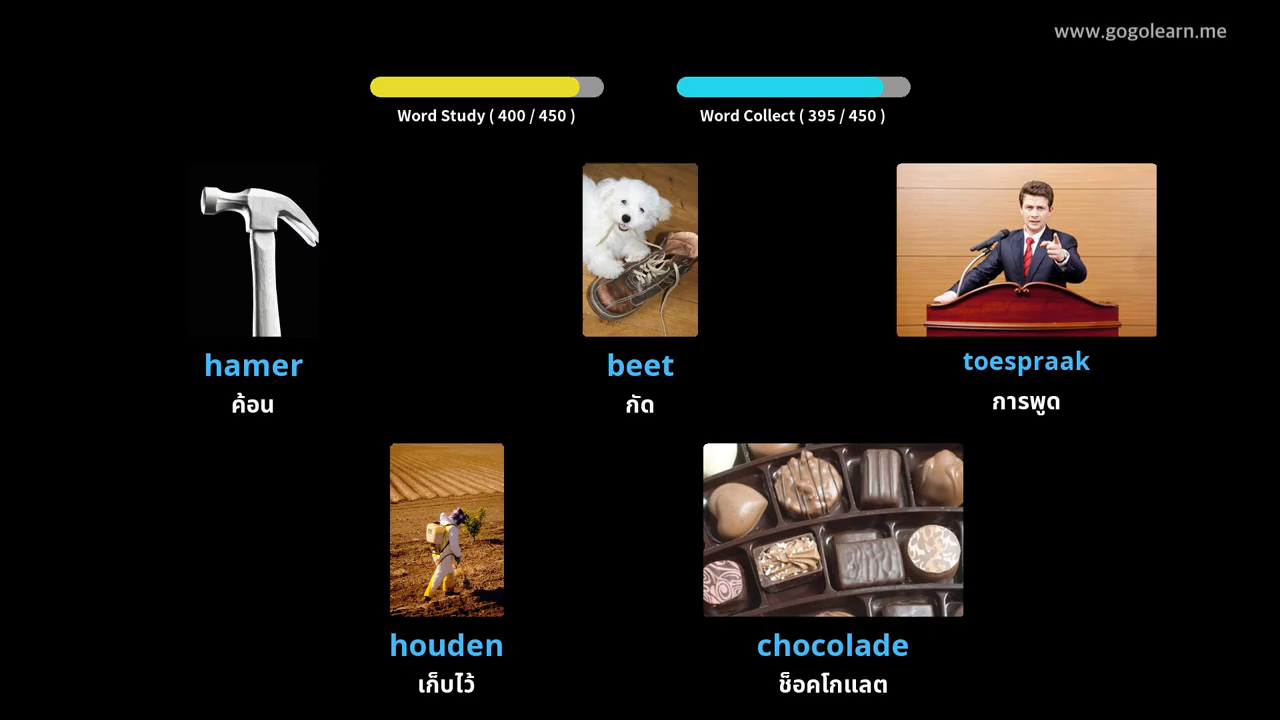 www.gogolearn.me
Word Study ( 400 / 450 )
Word Collect ( 395 / 450 )
hamer
ค้อน
beet
กัด
toespraak
การพูด
houden
เก็บไว้
chocolade
ช็อคโกแลต